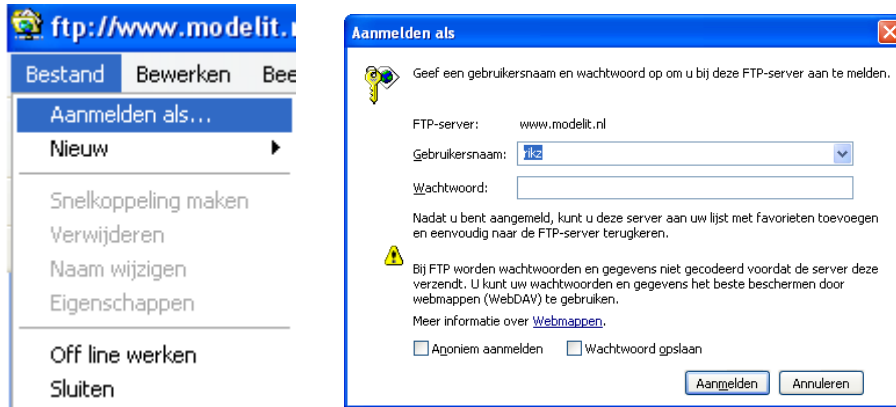 ftp://www.modelit.
Bestand Bewerken Bee
Aanmelden als...
Nieuw
Snelkoppeling maken
Verwijderen
Naam wijzigen
Eigenschappen
Off line werken
Sluiten
Aanmelden als
Geef een gebruikersnaam en wachtwoord op om u bij deze FTP-server aan te melden.
FTP-server: www.modelit.nl
Gebruikersnaam: rikz
Wachtwoord:
Nadat u bent aangemeld, kunt u deze server aan uw lijst met favorieten toevoegen
en eenvoudig naar de FTP-server terugkeren.
Bij FTP worden wachtwoorden en gegevens niet gecodeerd voordat de server deze
verzendt. U kunt uw wachtwoorden en gegevens het beste beschermen door
webmappen (WebDAV) te gebruiken.
Meer informatie over Webmappen.
Anoniem aanmelden Wachtwoord opslaan
Aanmelden Annuleren